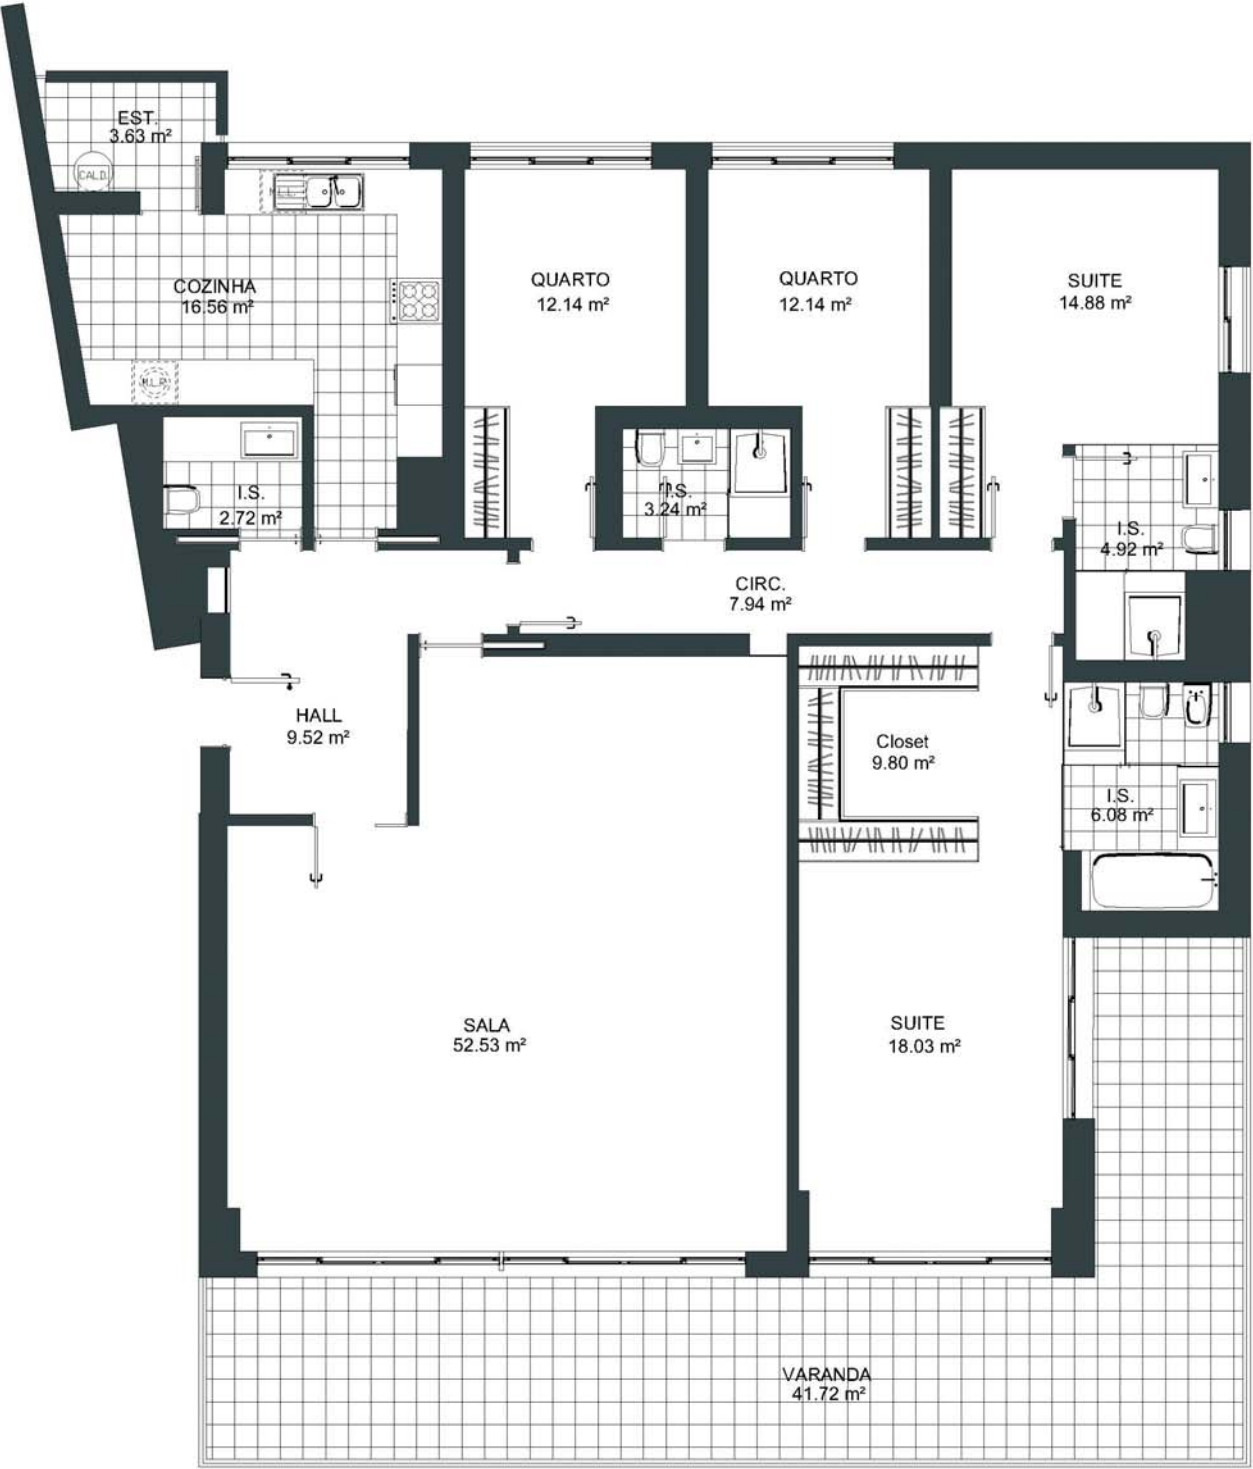 EST.
3.63 m²
CALD.
M.L.L.
COZINHA
16.56 m²
QUARTO
12.14 m²
QUARTO
12.14 m²
SUITE
14.88 m²
M.L.R.
I.S.
2.72 m²
I.S.
3.24 m²
I.S.
4.92 m²
CIRC.
7.94 m²
HALL
9.52 m²
Closet
9.80 m²
I.S.
6.08 m²
SALA
52.53 m²
SUITE
18.03 m²
VARANDA
41.72 m²